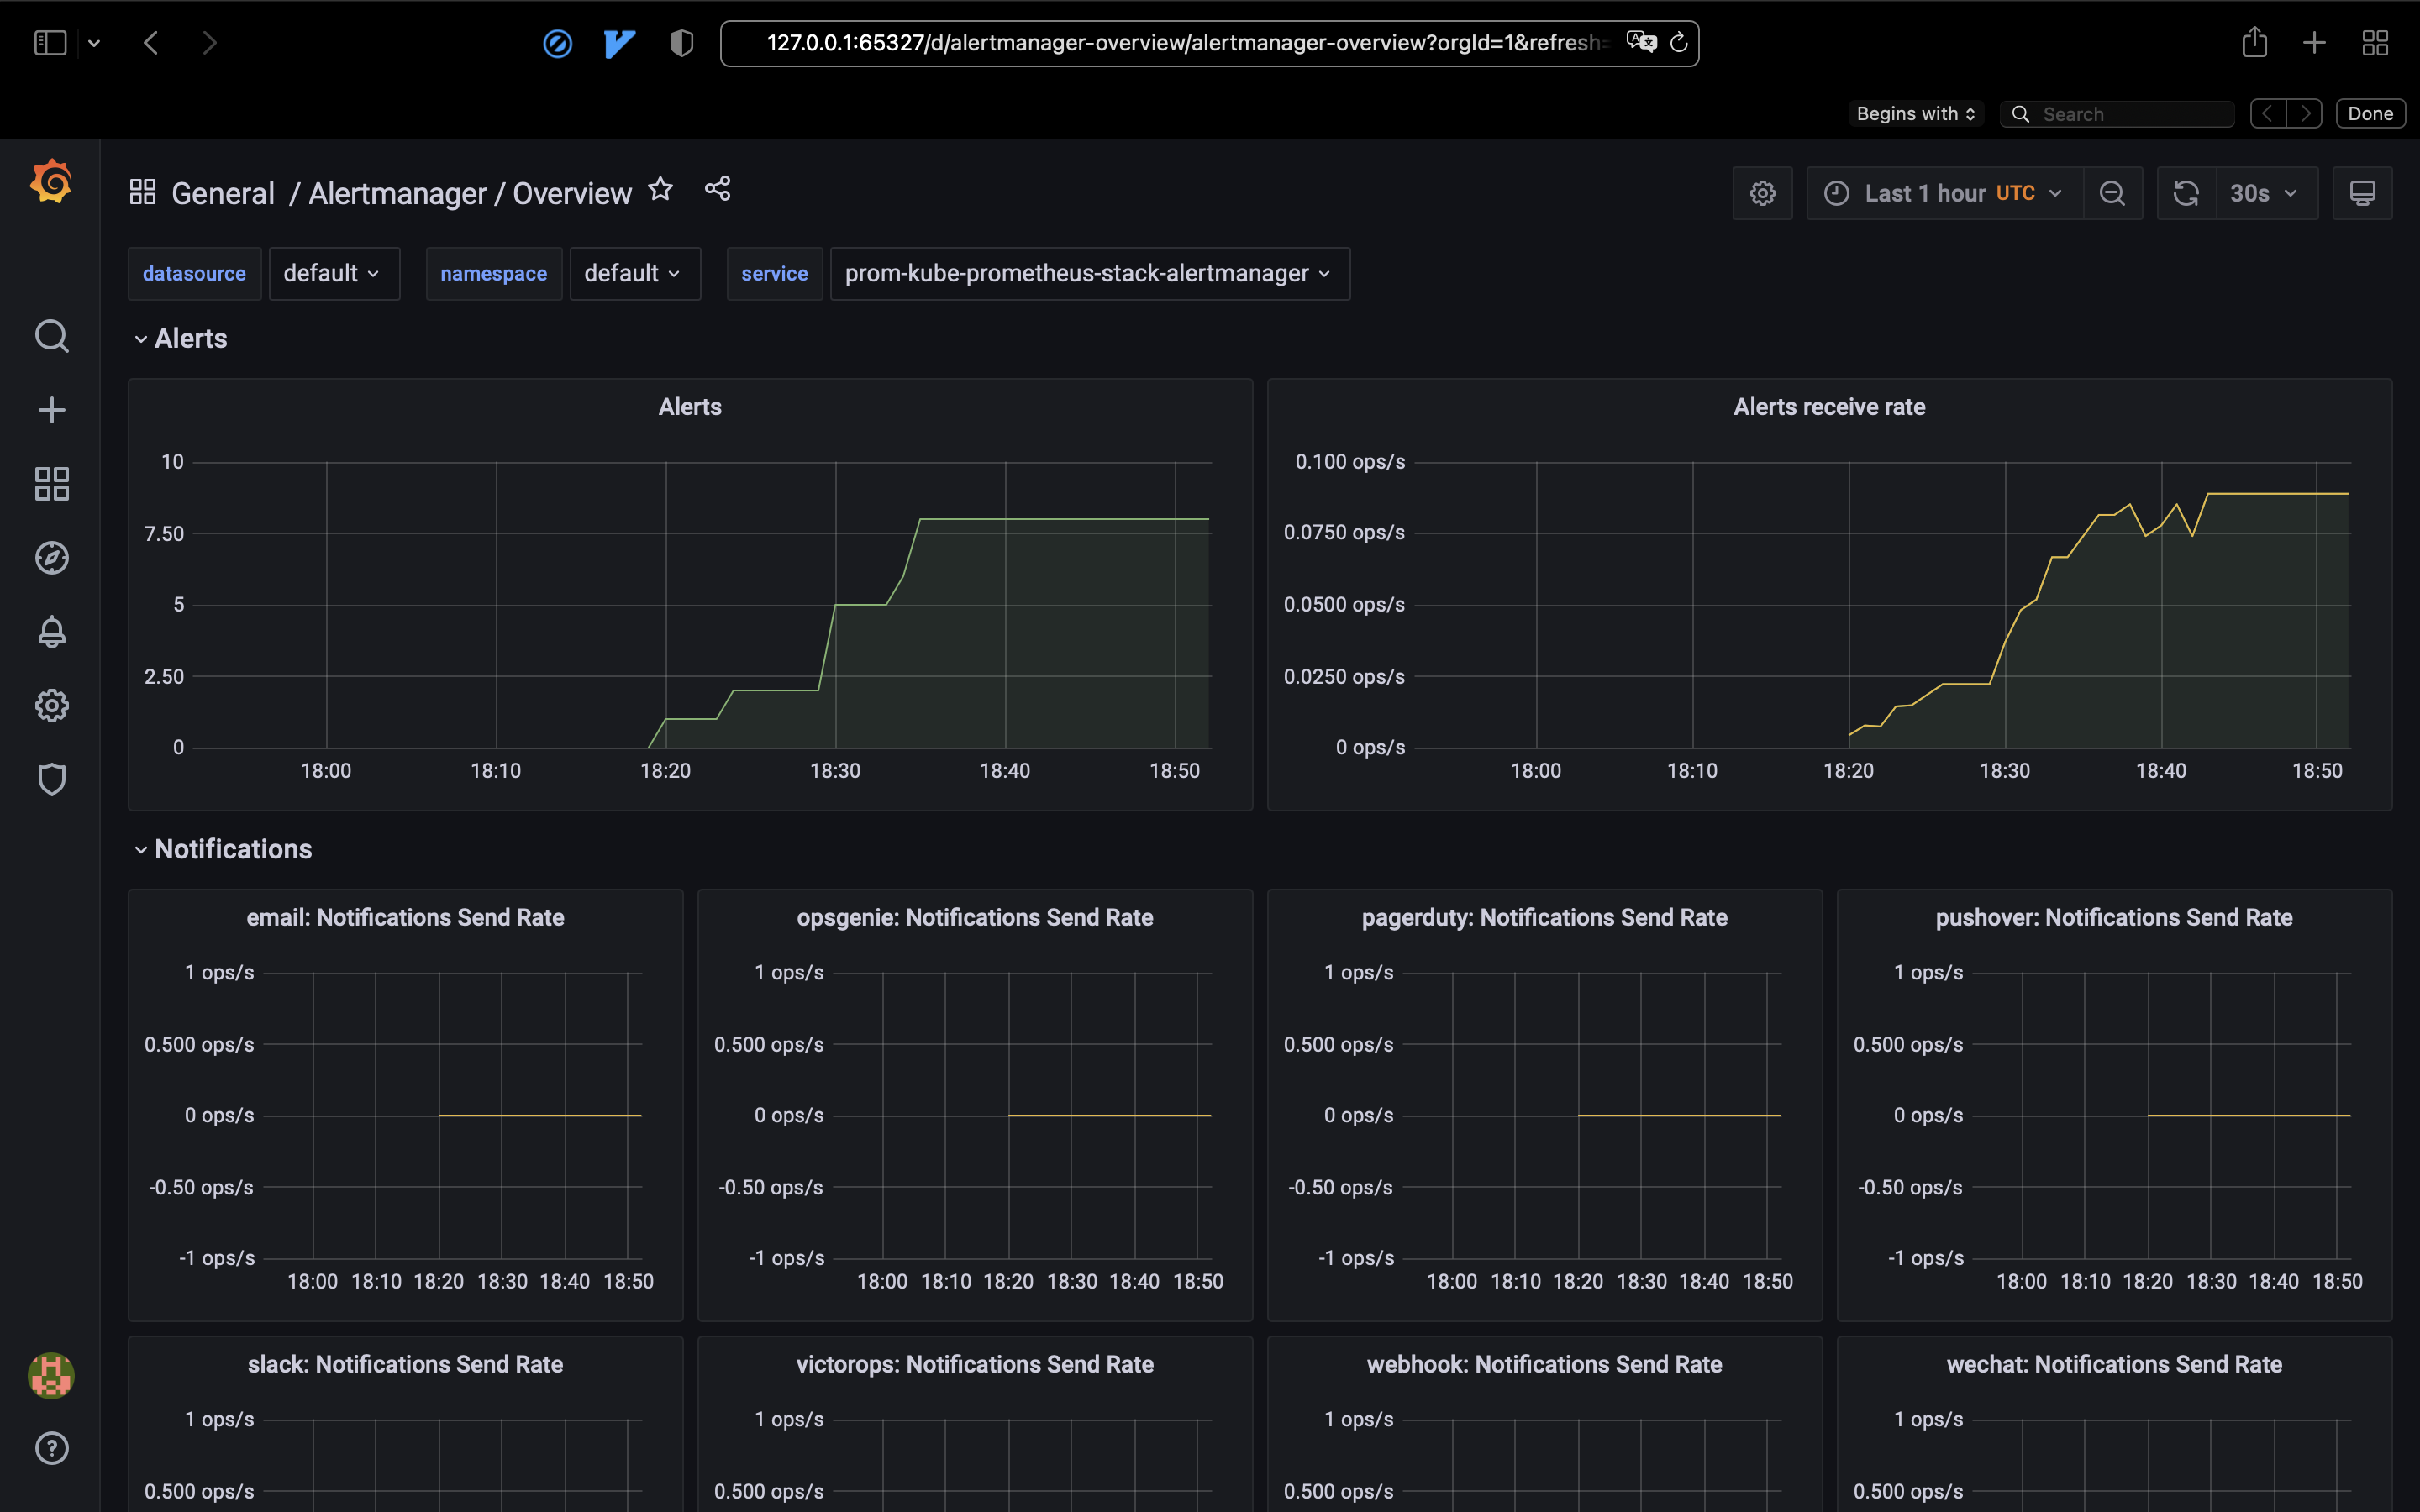 127.0.0.1:65327/d/alertmanager-overview/alertmanager-overview?orgId=1&refresh=
Begins with
Search
Done
General / Alertmanager / Overview
Last 1 hour UTC
30s
datasource
default
namespace
default
service
prom-kube-prometheus-stack-alertmanager
Alerts
Alerts
10
7.50
5
2.50
0
18:00 18:10 18:20 18:30 18:40 18:50
Alerts receive rate
0.100 ops/s
0.0750 ops/s
0.0500 ops/s
0.0250 ops/s
0 ops/s
18:00 18:10 18:20 18:30 18:40 18:50
Notifications
email: Notifications Send Rate
1 ops/s
0.500 ops/s
0 ops/s
-0.50 ops/s
-1 ops/s
18:00 18:10 18:20 18:30 18:40 18:50
opsgenie: Notifications Send Rate
1 ops/s
0.500 ops/s
0 ops/s
-0.50 ops/s
-1 ops/s
18:00 18:10 18:20 18:30 18:40 18:50
pagerduty: Notifications Send Rate
1 ops/s
0.500 ops/s
0 ops/s
-0.50 ops/s
-1 ops/s
18:00 18:10 18:20 18:30 18:40 18:50
pushover: Notifications Send Rate
1 ops/s
0.500 ops/s
0 ops/s
-0.50 ops/s
-1 ops/s
18:00 18:10 18:20 18:30 18:40 18:50
slack: Notifications Send Rate
1 ops/s
0.500 ops/s
victorops: Notifications Send Rate
1 ops/s
0.500 ops/s
webhook: Notifications Send Rate
1 ops/s
0.500 ops/s
wechat: Notifications Send Rate
1 ops/s
0.500 ops/s